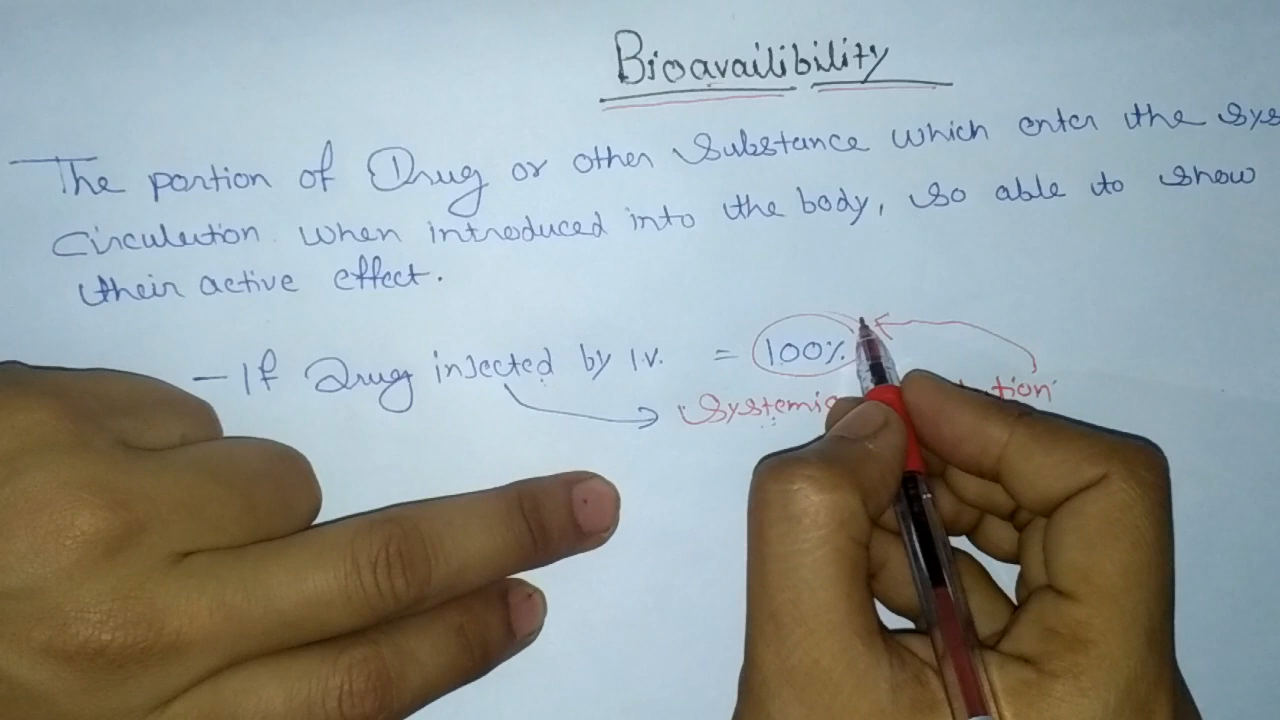 Bioavailibility
The portion of Drug or other Substance which enter the Sys
Circulation when introduced into the body, So able to show
their active effect.
– If Drug injected by I.V. = 100%
Systemic